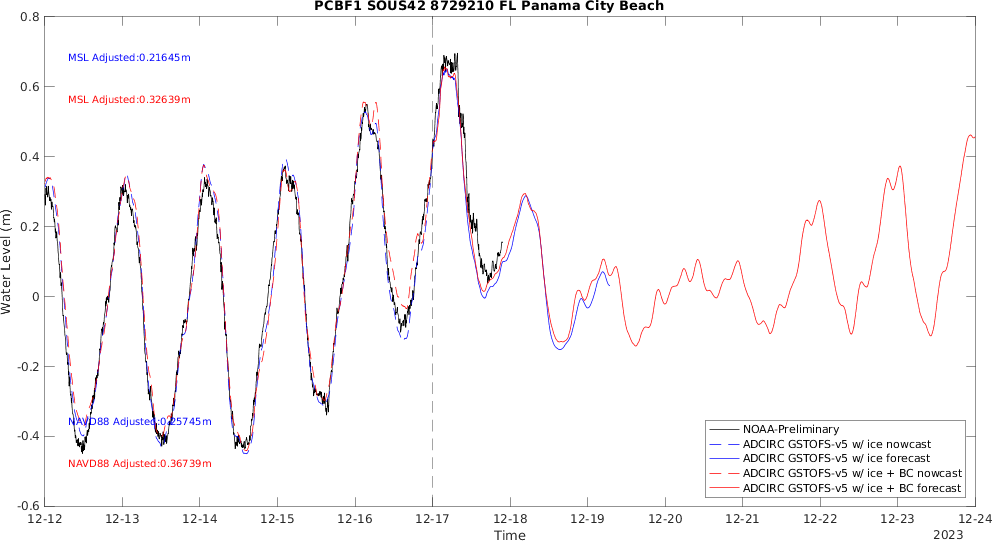 PCBF1 SOUS42 8729210 FL Panama City Beach
0.8
0.6
0.4
0.2
0
-0.2
-0.4
-0.6
Water Level (m)
MSL Adjusted:0.21645m
MSL Adjusted:0.32639m
NAVD88 Adjusted:0.25745m
NAVD88 Adjusted:0.36739m
NOAA-Preliminary
ADCIRC GSTOFS-v5 w/ ice nowcast
ADCIRC GSTOFS-v5 w/ ice forecast
ADCIRC GSTOFS-v5 w/ ice + BC nowcast
ADCIRC GSTOFS-v5 w/ ice + BC forecast
12-12 12-13 12-14 12-15 12-16 12-17 12-18 12-19 12-20 12-21 12-22 12-23 12-24
Time
2023